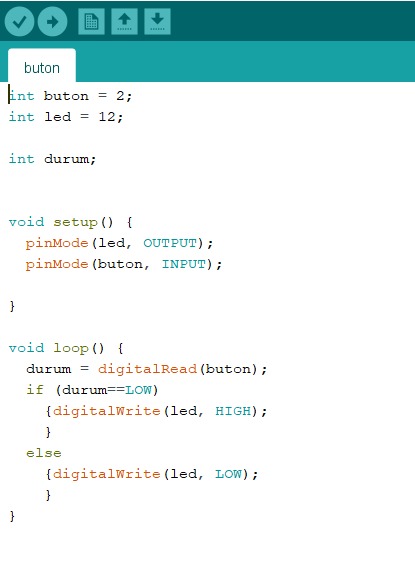 buton
int buton = 2;
int led = 12;
int durum;
void setup() {
pinMode(led, OUTPUT);
pinMode(buton, INPUT);
}
void loop() {
durum = digitalRead(buton);
if (durum==LOW)
{digitalWrite(led, HIGH);
}
else
{digitalWrite(led, LOW);
}
}